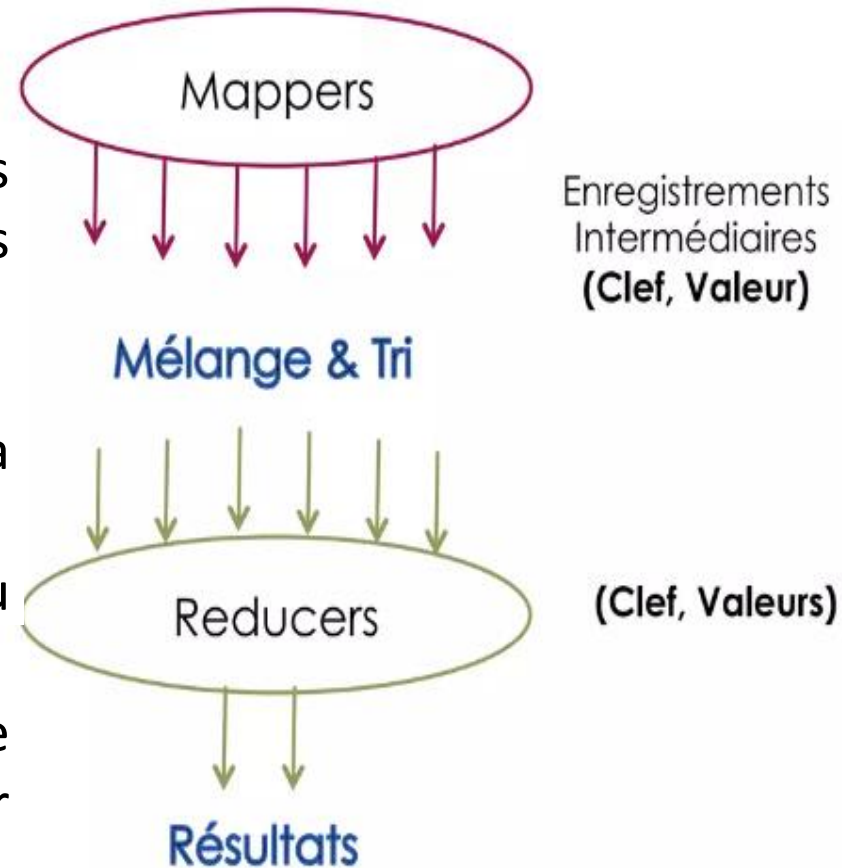 Mappers
s
Enregistrements
s
Intermédiaires
(Clef, Valeur)
Mélange & Tri
a
u
Reducers
(Clef, Valeurs)
e
r
Résultats